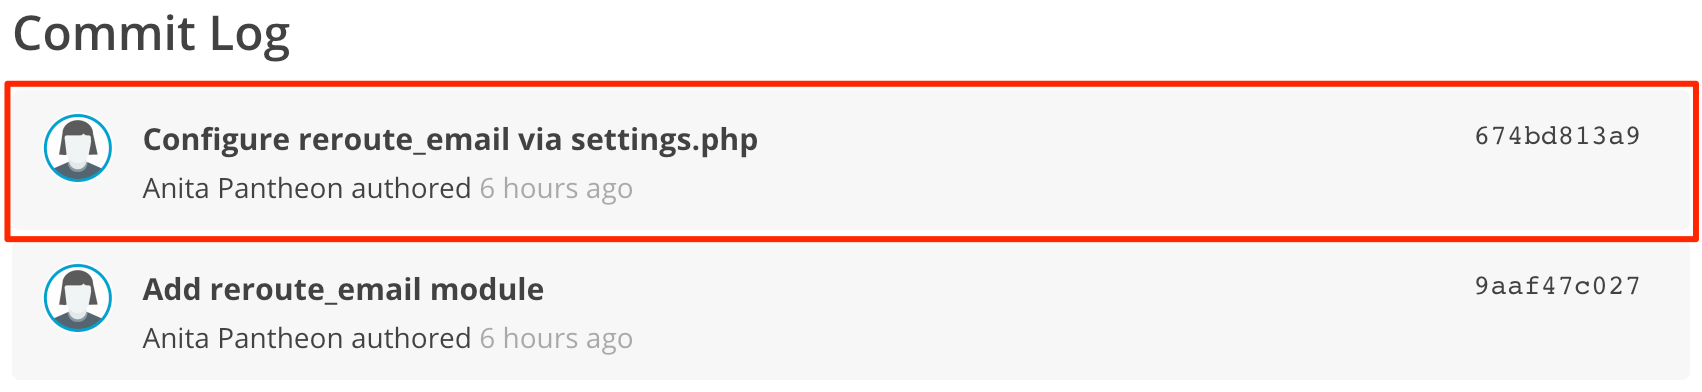 Commit Log
Configure reroute_email via settings.php
674bd813a9
Anita Pantheon authored 6 hours ago
Add reroute_email module
9aaf47c027
Anita Pantheon authored 6 hours ago